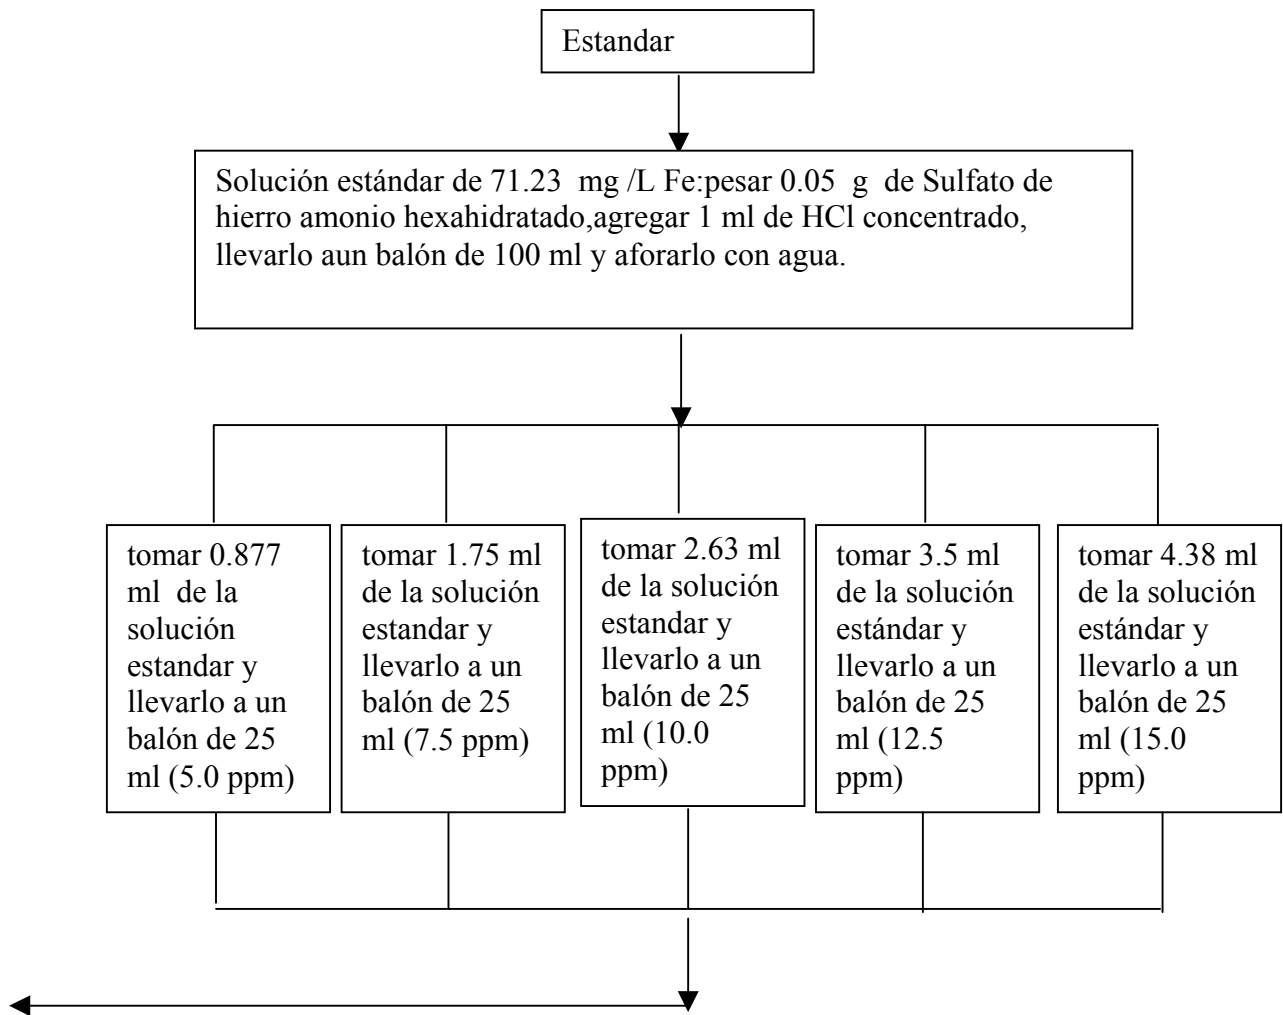 Estandar
Solución estándar de 71.23 mg /L Fe:pesar 0.05 g de Sulfato de
hierro amonio hexahidratado,agregar 1 ml de HCl concentrado,
llevarlo aun balón de 100 ml y aforarlo con agua.
tomar 0.877
ml de la
solución
estandar y
llevarlo a un
balón de 25
ml (5.0 ppm)
tomar 1.75 ml
de la solución
estandar y
llevarlo a un
balón de 25
ml (7.5 ppm)
tomar 2.63 ml
de la solución
estandar y
llevarlo a un
balón de 25
ml (10.0
ppm)
tomar 3.5 ml
de la solución
estándar y
llevarlo a un
balón de 25
ml (12.5
ppm)
tomar 4.38 ml
de la solución
estándar y
llevarlo a un
balón de 25
ml (15.0
ppm)